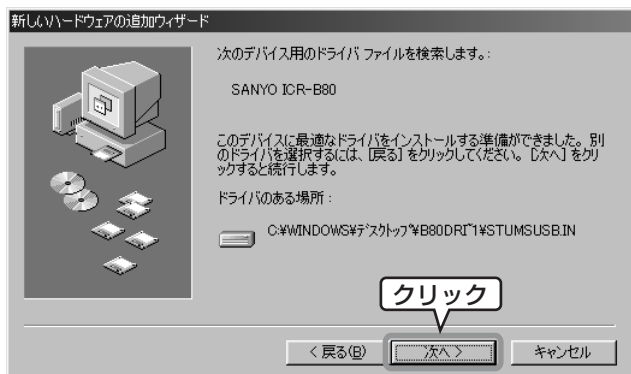 新しいハードウェアの追加ウィザード
次のデバイス用のドライバ ファイルを検索します。:
SANYO ICR-B80
このデバイスに最適なドライバをインストールする準備ができました。別
のドライバを選択するには、[戻る] をクリックしてください。[次へ] をクリ
ックすると続行します。
ドライバのある場所 :
C:¥WINDOWS¥ﾃﾞｽｸﾄｯﾌﾟ¥B80DRI~1¥STUMSUSB.IN
クリック
< 戻る(B)
次へ >
キャンセル